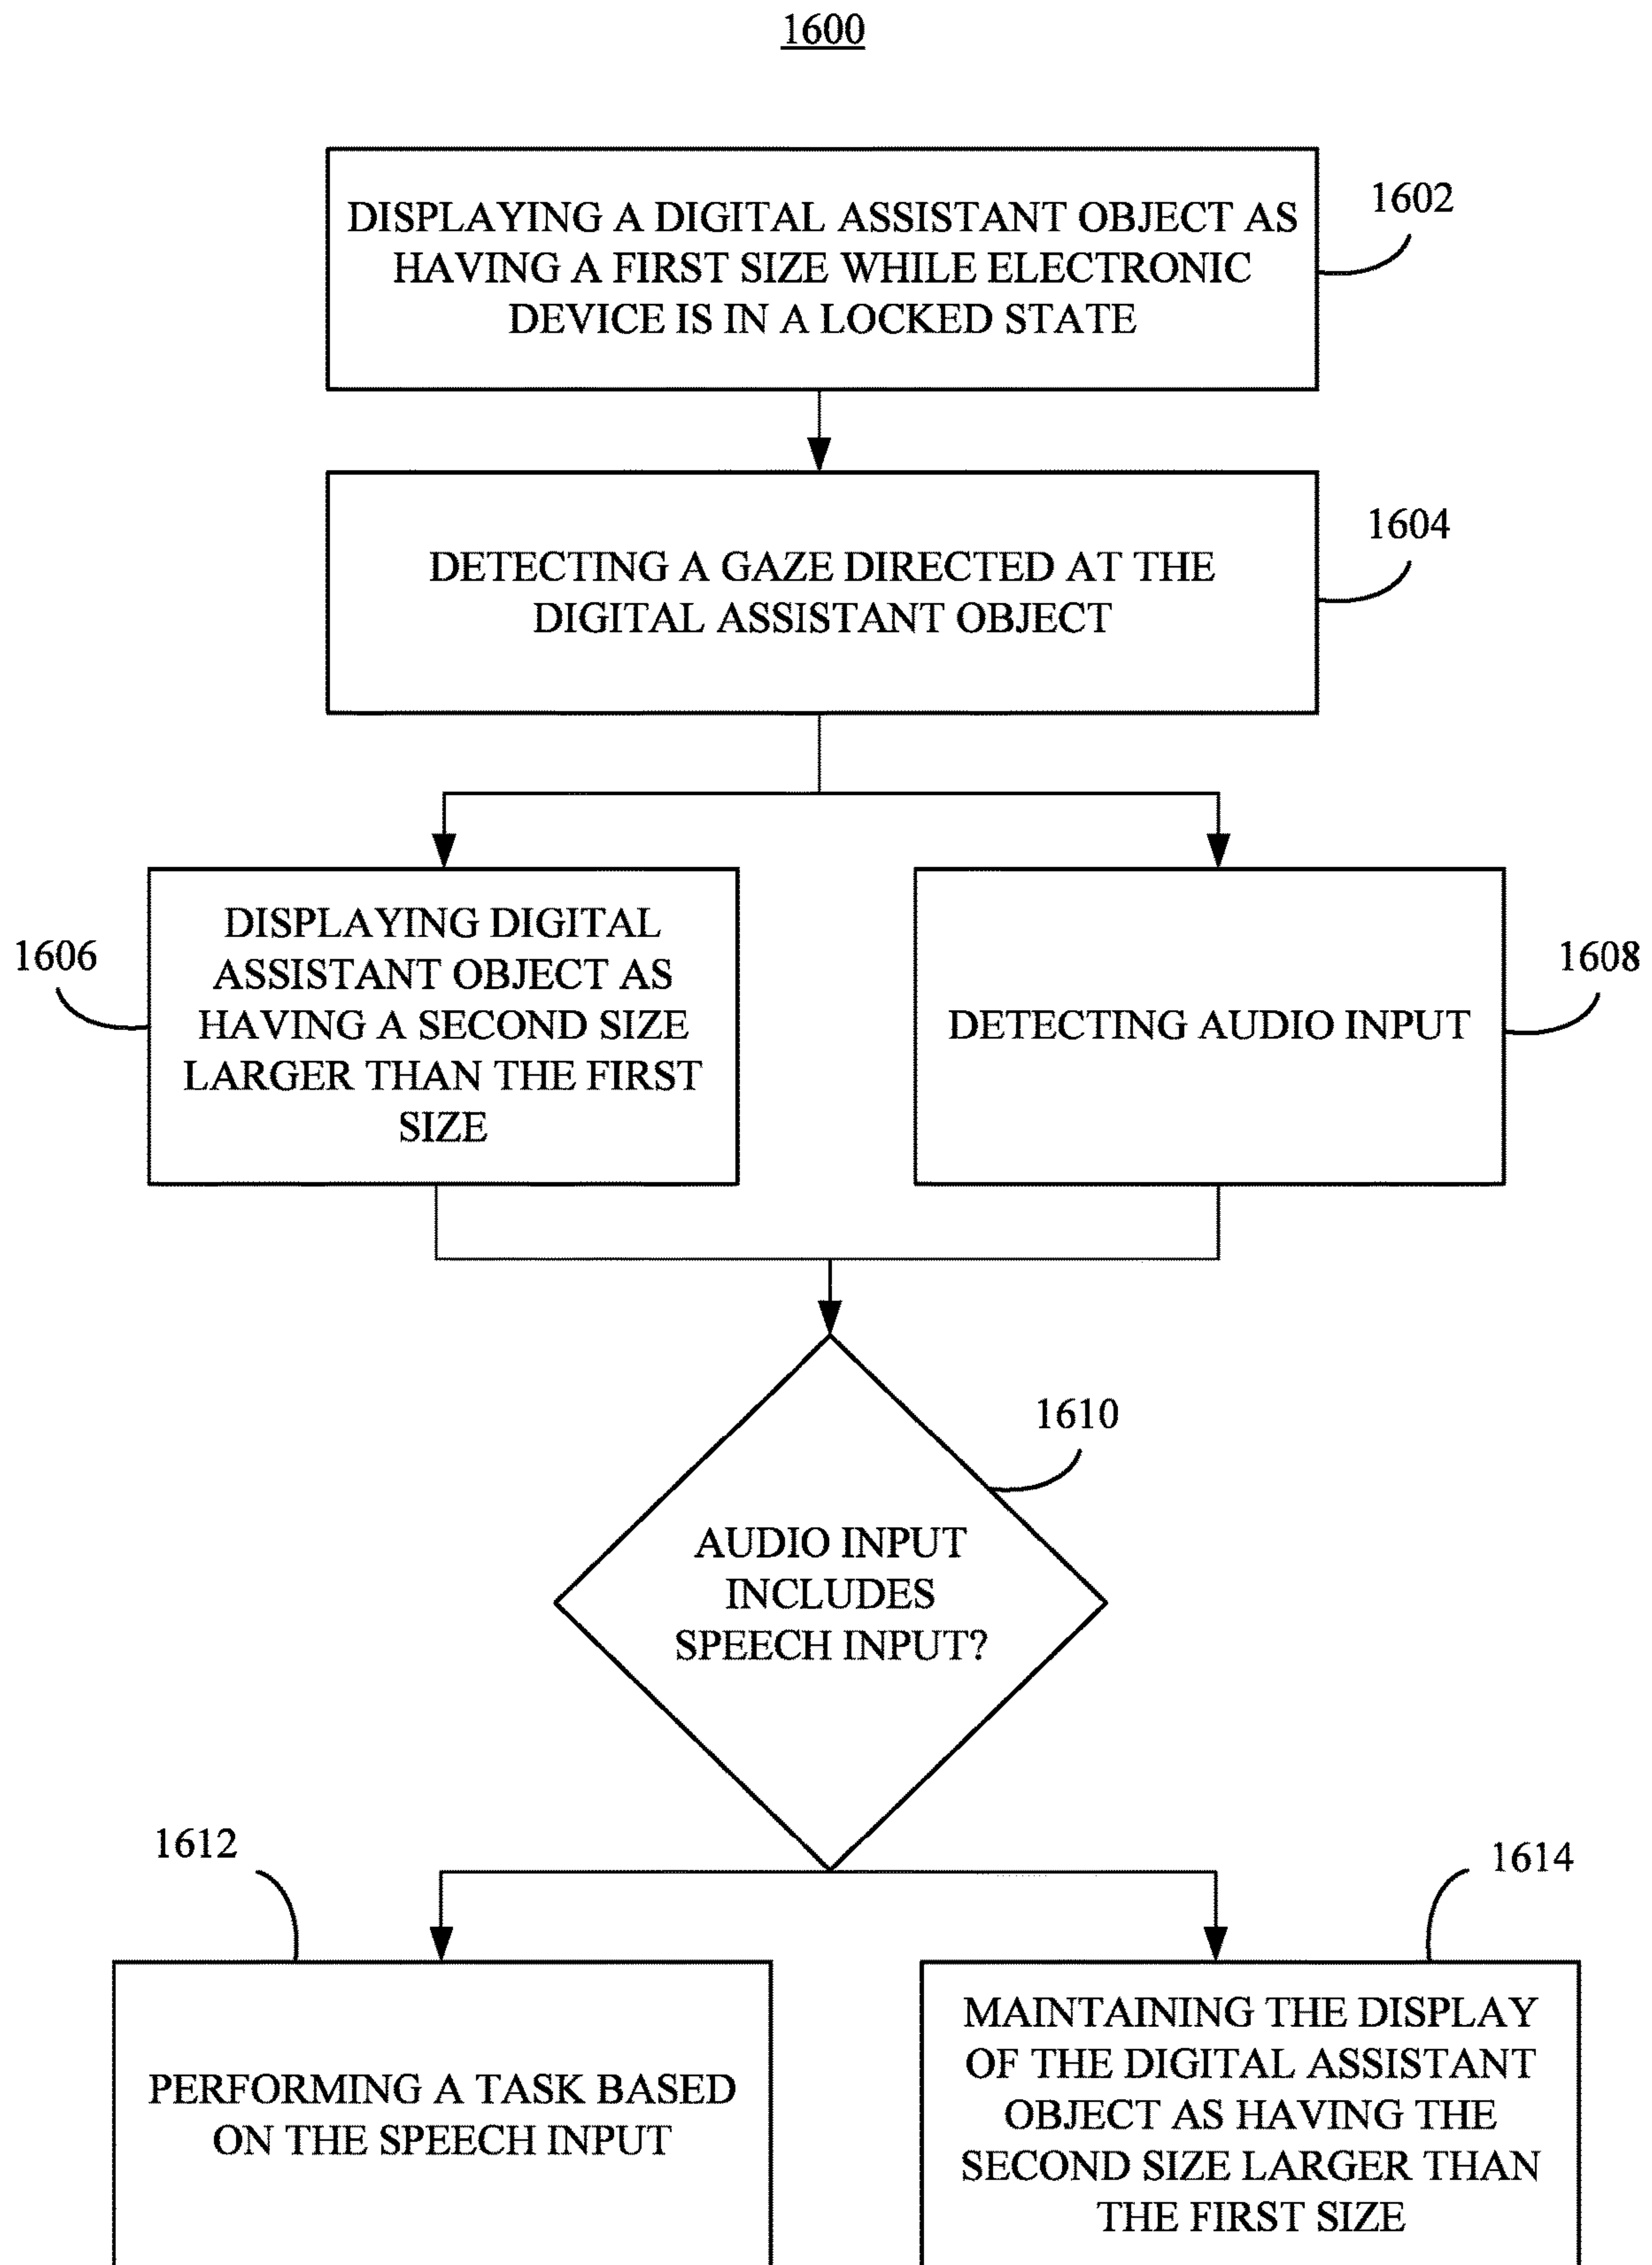 1600
DISPLAYING A DIGITAL ASSISTANT OBJECT AS
HAVING A FIRST SIZE WHILE ELECTRONIC
DEVICE IS IN A LOCKED STATE
1602
DETECTING A GAZE DIRECTED AT THE
DIGITAL ASSISTANT OBJECT
1604
1606
DISPLAYING DIGITAL
ASSISTANT OBJECT AS
HAVING A SECOND SIZE
LARGER THAN THE FIRST
SIZE
DETECTING AUDIO INPUT
1608
1610
AUDIO INPUT
INCLUDES
SPEECH INPUT?
1612
PERFORMING A TASK BASED
ON THE SPEECH INPUT
1614
MAINTAINING THE DISPLAY
OF THE DIGITAL ASSISTANT
OBJECT AS HAVING THE
SECOND SIZE LARGER THAN
THE FIRST SIZE